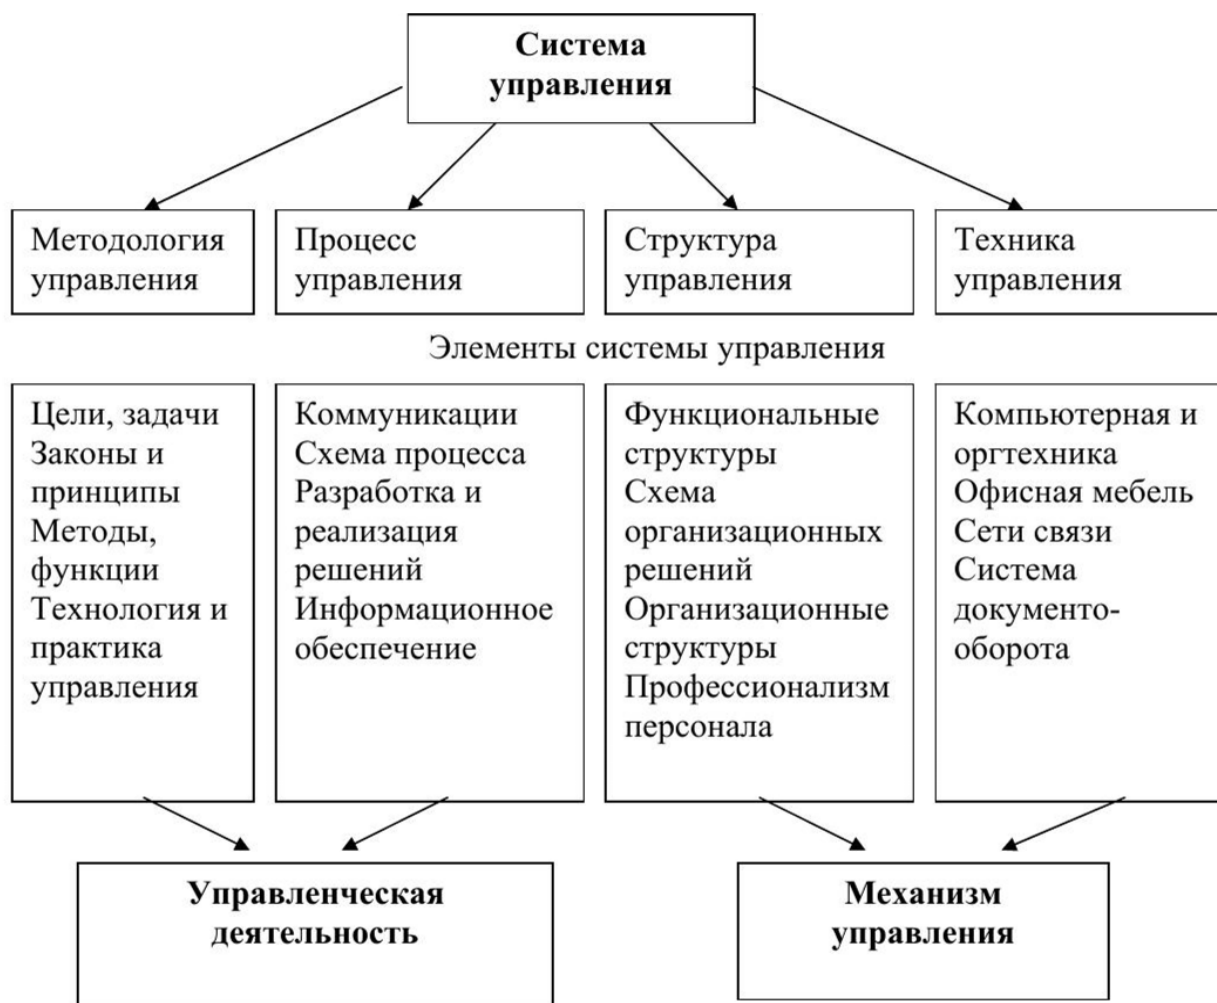 Система
управления
Методология
управления
Процесс
управления
Структура
управления
Техника
управления
Элементы системы управления
Цели, задачи
Законы и
принципы
Методы,
функции
Технология и
практика
управления
Коммуникации
Схема процесса
Разработка и
реализация
решений
Информационное
обеспечение
Функциональные
структуры
Схема
организационных
решений
Организационные
структуры
Профессионализм
персонала
Компьютерная и
оргтехника
Офисная мебель
Сети связи
Система
документо-
оборота
Управленческая
деятельность
Механизм
управления